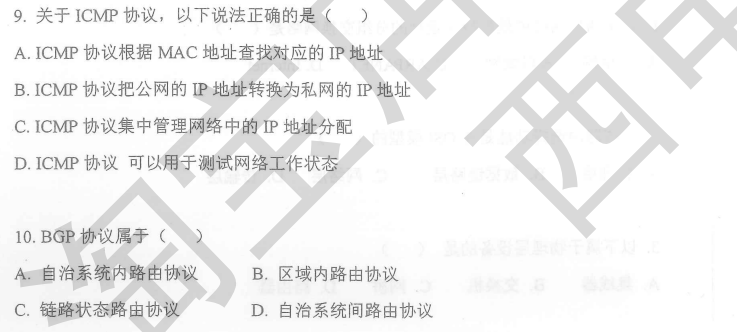 9. 关于 ICMP 协议，以下说法正确的是（　　）
A. ICMP 协议根据 MAC 地址查找对应的 IP 地址
B. ICMP 协议把公网的 IP 地址转换为私网的 IP 地址
C. ICMP 协议集中管理网络中的 IP 地址分配
D. ICMP 协议 可以用于测试网络工作状态
10. BGP 协议属于（　　）
A. 自治系统内路由协议　　B. 区域内路由协议
C. 链路状态路由协议　　D. 自治系统间路由协议